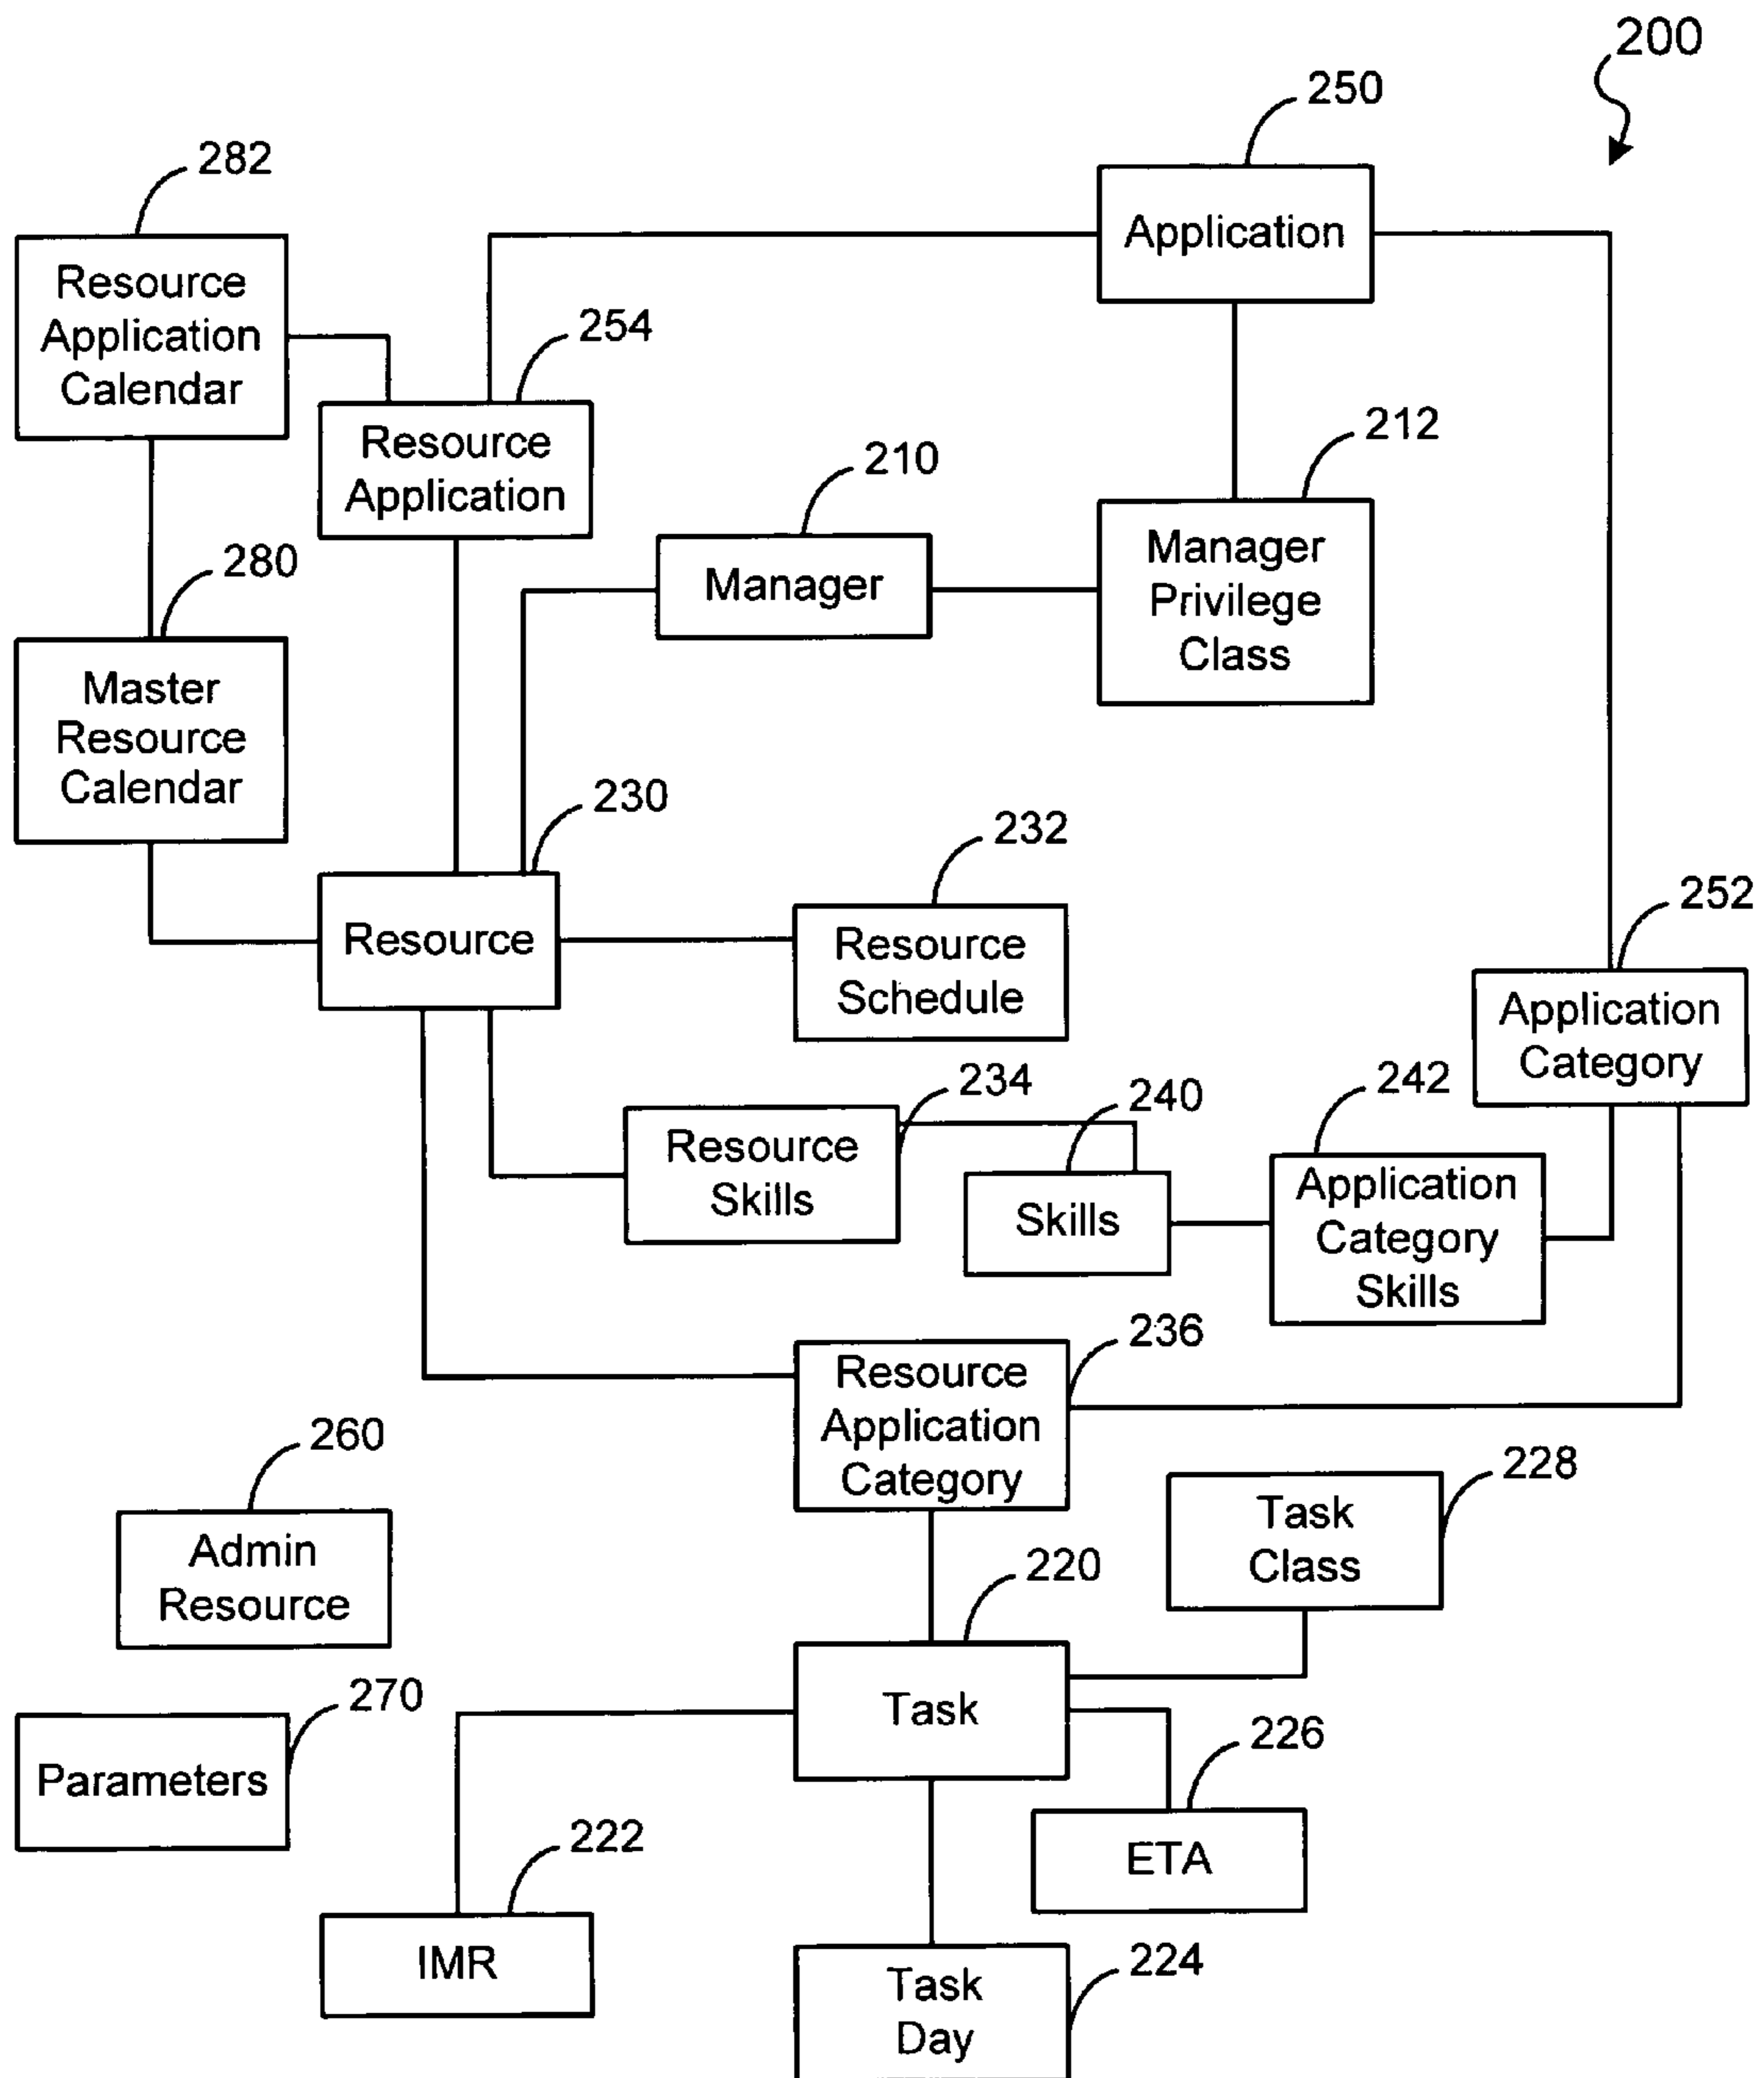 200
250
Application
282
Resource
Application
Calendar
254
Resource
Application
210
Manager
212
Manager
Privilege
Class
280
Master
Resource
Calendar
230
Resource
232
Resource
Schedule
252
Application
Category
234
Resource
Skills
240
Skills
242
Application
Category
Skills
236
Resource
Application
Category
260
Admin
Resource
228
Task
Class
220
Task
270
Parameters
226
ETA
222
IMR
224
Task
Day